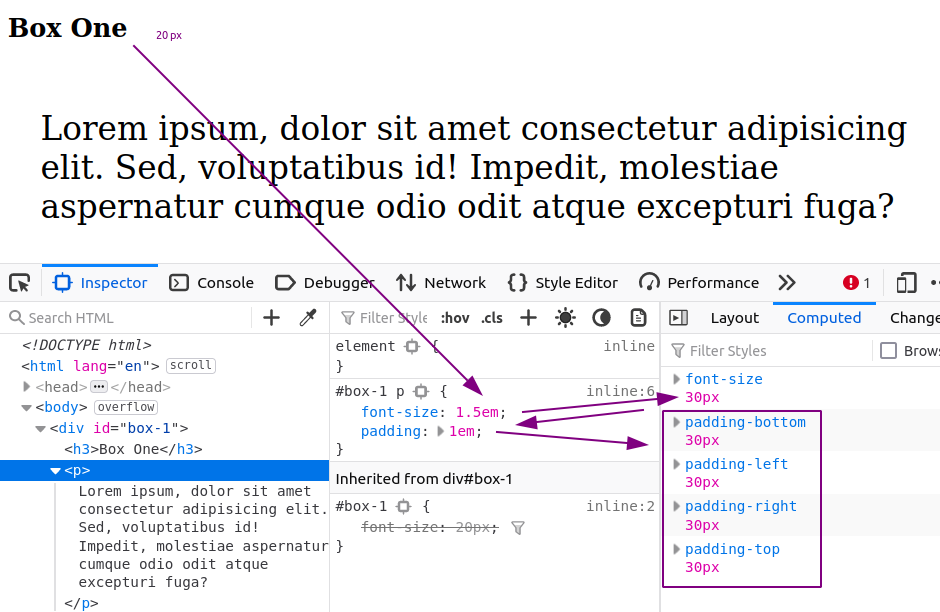 Box One
20 px
Lorem ipsum, dolor sit amet consectetur adipisicing
elit. Sed, voluptatibus id! Impedit, molestiae
aspernatur cumque odio odit atque excepturi fuga?
Inspector Console Debugger Network Style Editor Performance 1
Search HTML
<!DOCTYPE html>
<html lang="en"> scroll
<head> ••• </head>
<body> overflow
<div id="box-1">
<h3>Box One</h3>
<p>
Lorem ipsum, dolor sit amet
consectetur adipisicing elit.
Sed, voluptatibus id!
Impedit, molestiae aspernatur
cumque odio odit atque
excepturi fuga?
</p>
Filter Style :hov .cls
element { inline
}
#box-1 p { inline:6
font-size: 1.5em;
padding: 1em;
}
Inherited from div#box-1
#box-1 { inline:2
font-size: 20px;
}
Layout Computed Change
Filter Styles Brows
font-size
30px
padding-bottom
30px
padding-left
30px
padding-right
30px
padding-top
30px